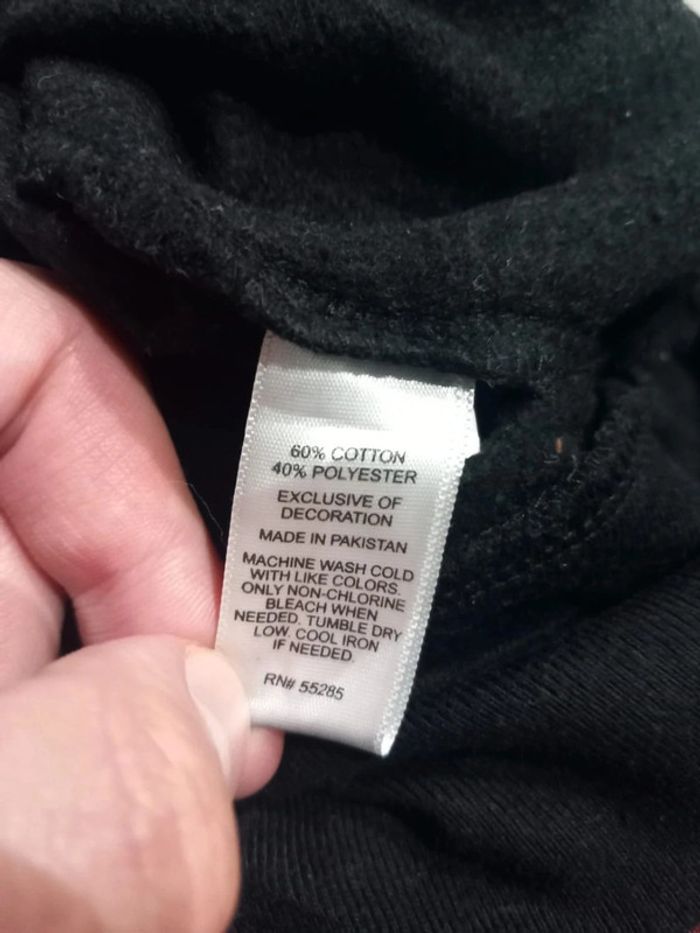 60% COTTON
40% POLYESTER
EXCLUSIVE OF
DECORATION
MADE IN PAKISTAN
MACHINE WASH COLD
WITH LIKE COLORS.
ONLY NON-CHLORINE
BLEACH WHEN
NEEDED. TUMBLE DRY
LOW. COOL IRON
IF NEEDED.
RN# 55285